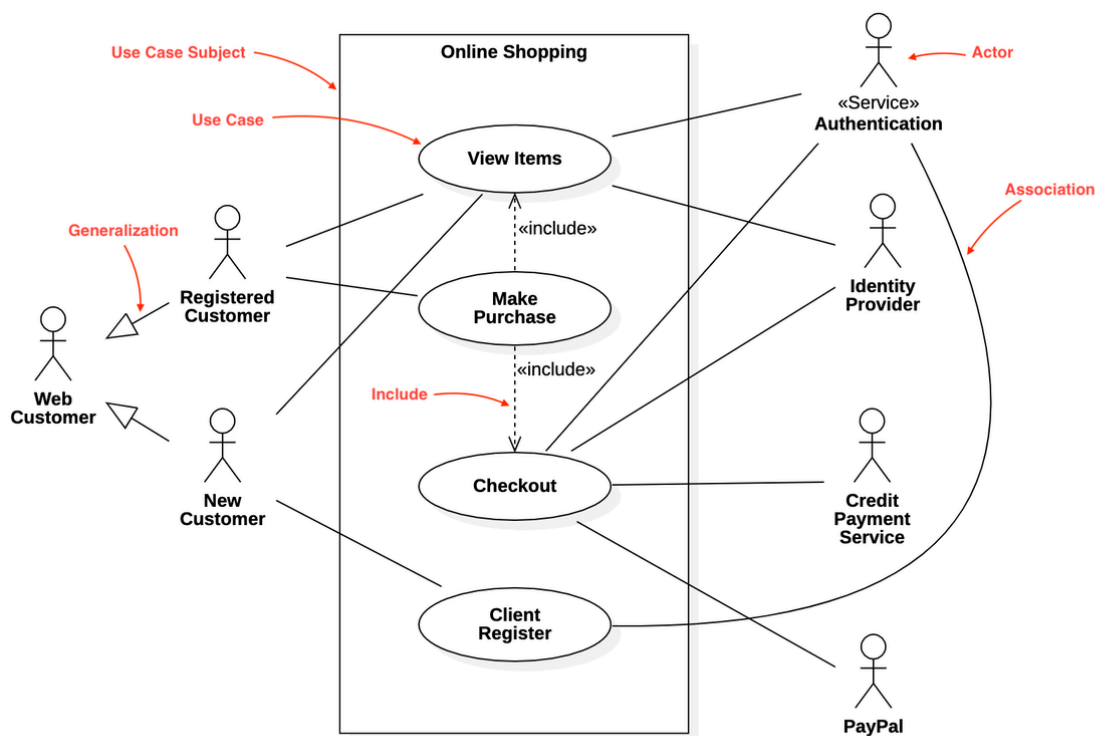 Use Case Subject
Online Shopping
Actor
Use Case
«Service»
Authentication
View Items
Association
Generalization
«include»
Registered
Customer
Make
Purchase
Identity
Provider
«include»
Include
Web
Customer
Checkout
New
Customer
Credit
Payment
Service
Client
Register
PayPal